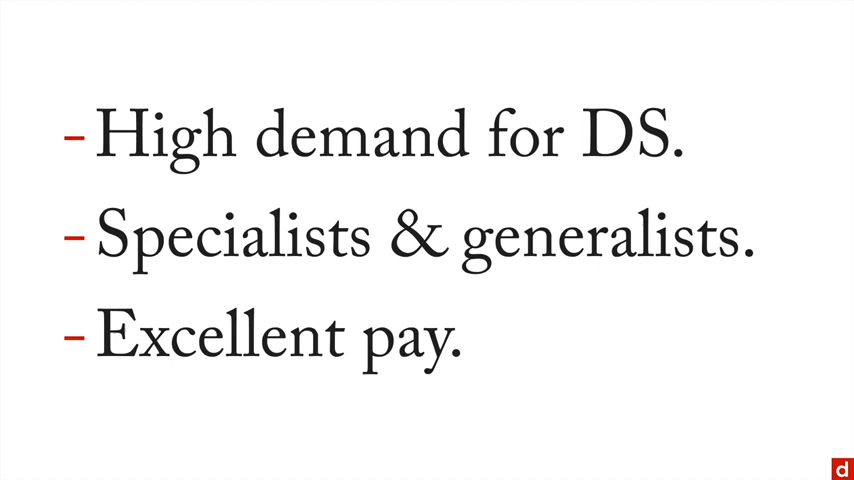 - High demand for DS.
- Specialists & generalists.
- Excellent pay.
d